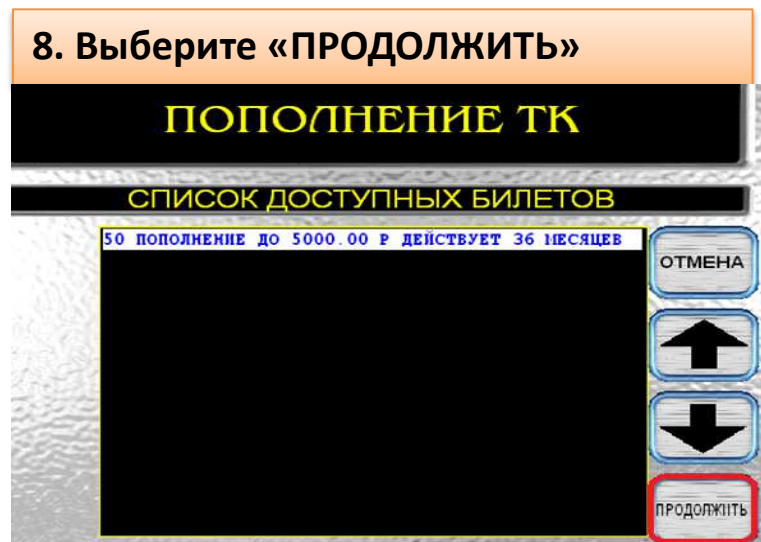 8. Выберите «ПРОДОЛЖИТЬ»
ПОПОЛНЕНИЕ ТК
СПИСОК ДОСТУПНЫХ БИЛЕТОВ
50 ПОПОЛНЕНИЕ ДО 5000.00 Р ДЕЙСТВУЕТ 36 МЕСЯЦЕВ
ОТМЕНА
ПРОДОЛЖИТЬ